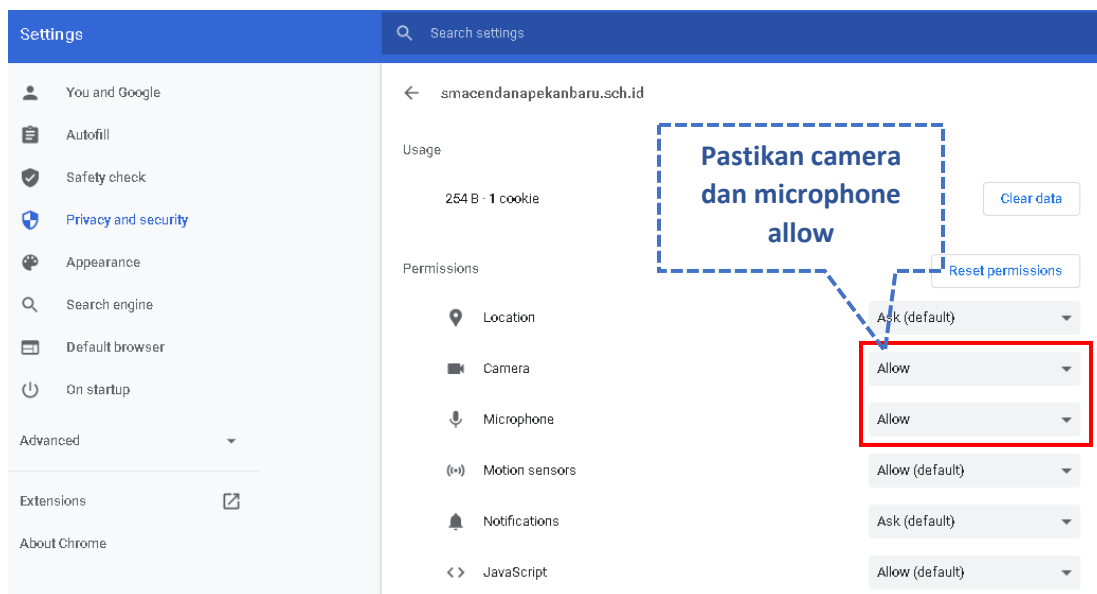 Settings
Search settings
You and Google
Autofill
Safety check
Privacy and security
Appearance
Search engine
Default browser
On startup
Advanced
Extensions
About Chrome
smacendanapekanbaru.sch.id
Usage
254 B · 1 cookie
Clear data
Pastikan camera
dan microphone
allow
Permissions
Reset permissions
Location Ask (default)
Camera Allow
Microphone Allow
Motion sensors Allow (default)
Notifications Ask (default)
JavaScript Allow (default)